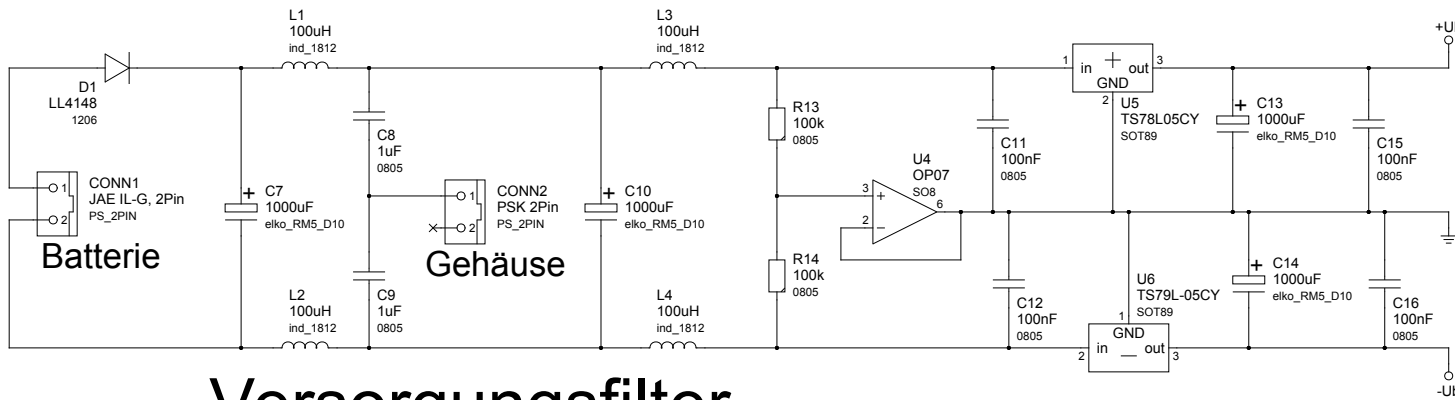 L1
100uH
ind_1812
L3
100uH
ind_1812
D1
LL4148
1206
CONN1
JAE IL-G, 2Pin
PS_2PIN
1
2
Batterie
+
C7
1000uF
elko_RM5_D10
C8
1uF
0805
CONN2
PSK 2Pin
PS_2PIN
1
2
Gehäuse
C9
1uF
0805
L2
100uH
ind_1812
+
C10
1000uF
elko_RM5_D10
L4
100uH
ind_1812
R13
100k
0805
R14
100k
0805
U4
OP07
SO8
3
+
2
−
6
C11
100nF
0805
C12
100nF
0805
1
in
+
out
3
GND
2
U5
TS78L05CY
SOT89
U6
TS79L-05CY
SOT89
1
GND
2
in
−
out
3
+
C13
1000uF
elko_RM5_D10
C15
100nF
0805
+
C14
1000uF
elko_RM5_D10
C16
100nF
0805
Versorgungsfilter